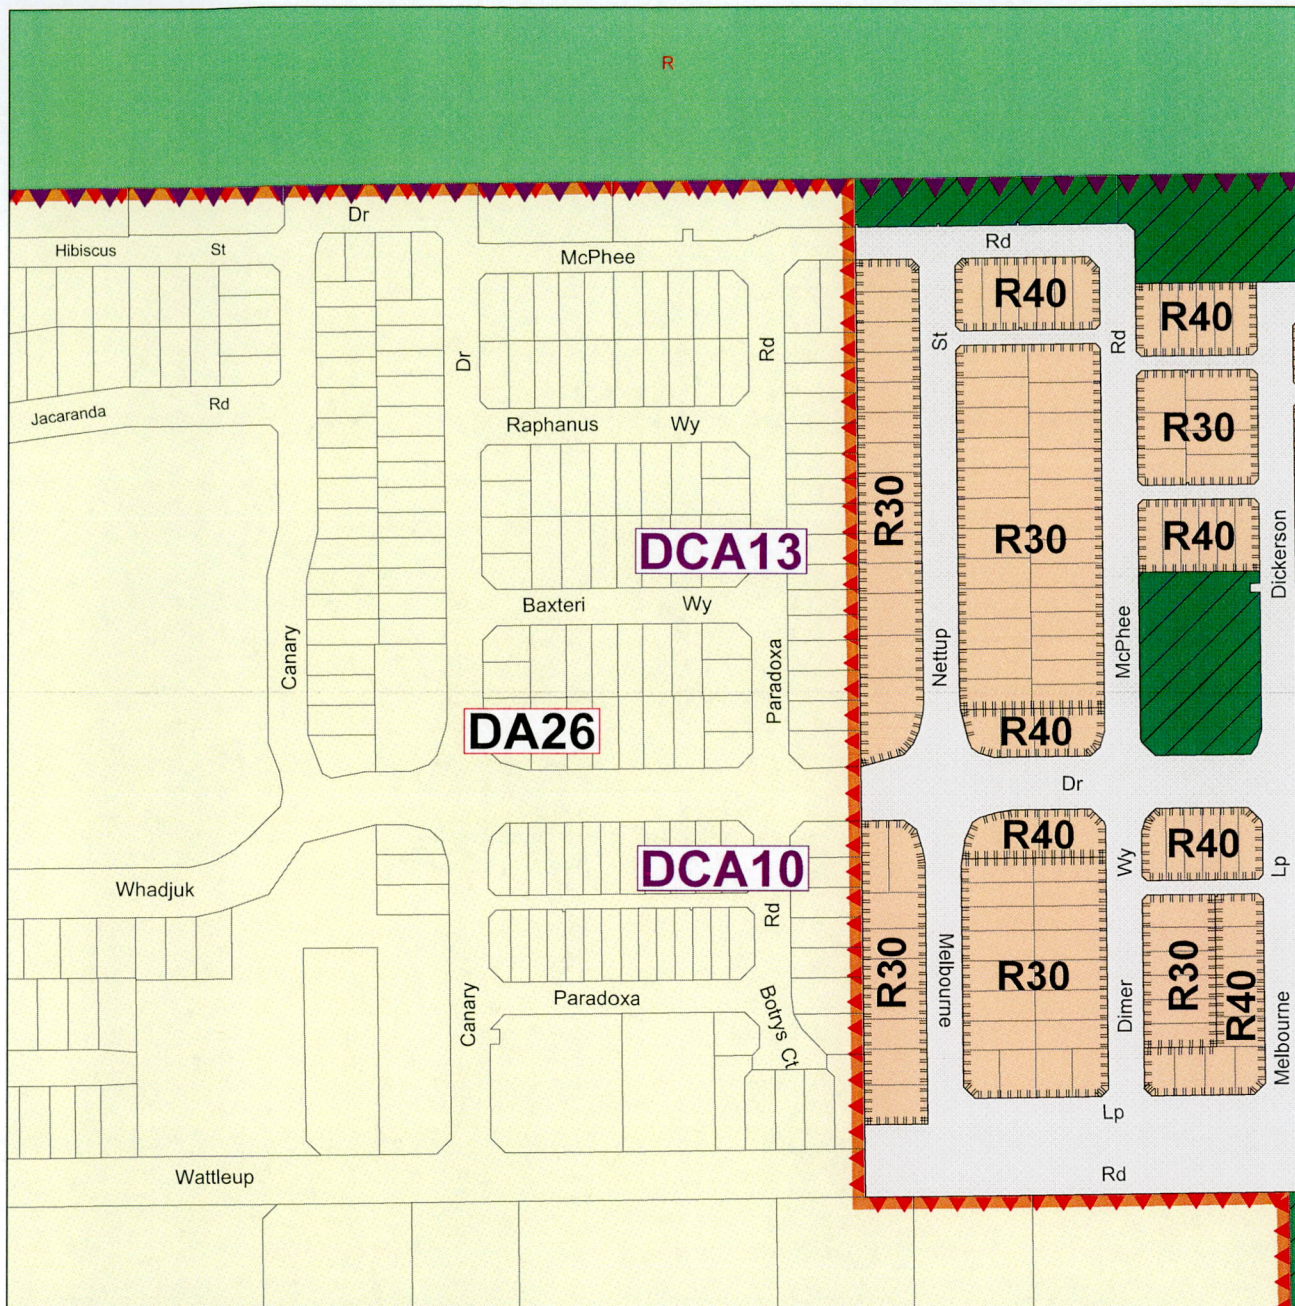 R
Dr
Hibiscus St
McPhee
Rd
R40
R40
St
Rd
Dr
Rd
Jacaranda Rd
Raphanus Wy
R30
R30
R30
R40
DCA13
Dickerson
Baxteri Wy
Canary
Paradoxa
Nettup
McPhee
DA26
R40
Dr
R40
R40
Wy
Lp
DCA10
Whadjuk
Rd
R30
Melbourne
R30
R30
R40
Dimer
Melbourne
Canary
Paradoxa
Botrys Ct
Lp
Wattleup
Rd